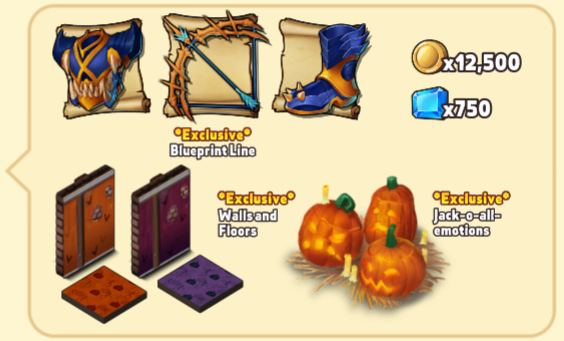 x12,500
x750
*Exclusive*
Blueprint Line
*Exclusive*
Walls and
Floors
*Exclusive*
Jack-o-all-
emotions